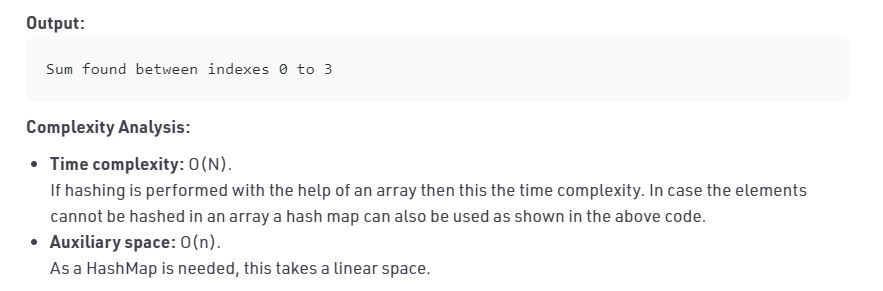 Output:
Sum found between indexes 0 to 3
Complexity Analysis:
• Time complexity: O(N).
If hashing is performed with the help of an array then this the time complexity. In case the elements
cannot be hashed in an array a hash map can also be used as shown in the above code.
• Auxiliary space: O(n).
As a HashMap is needed, this takes a linear space.